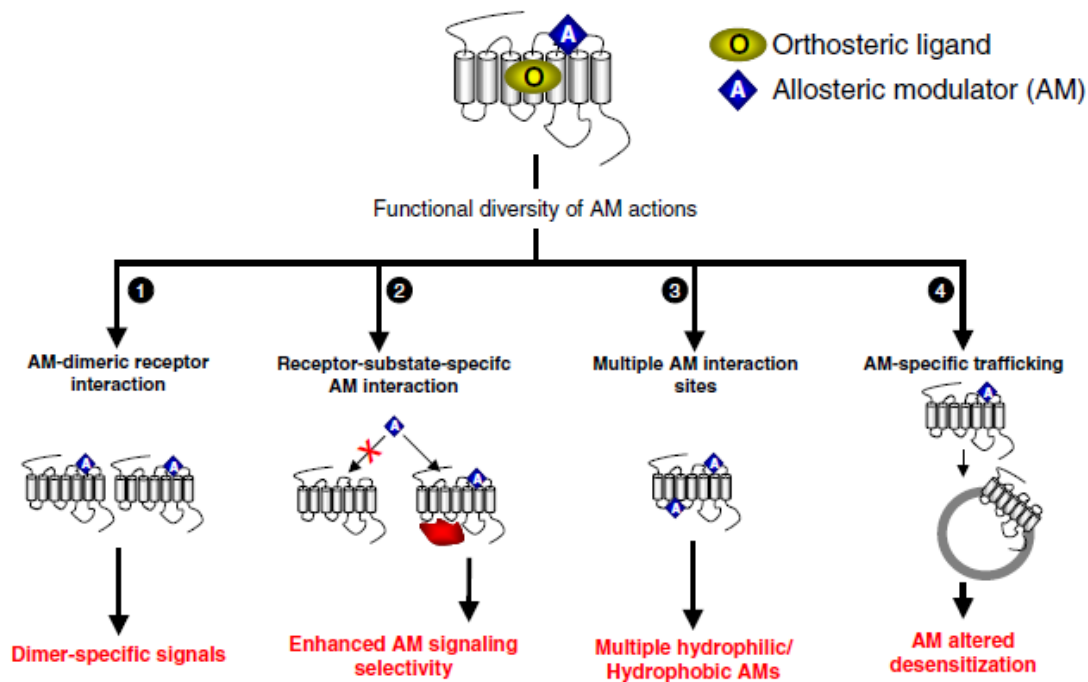 A
O
O Orthosteric ligand
A Allosteric modulator (AM)
Functional diversity of AM actions
1
2
3
4
AM-dimeric receptor
interaction
Receptor-substate-specifc
AM interaction
Multiple AM interaction
sites
AM-specific trafficking
A
A
A
A
A
A
A
Dimer-specific signals
Enhanced AM signaling
selectivity
Multiple hydrophilic/
Hydrophobic AMs
AM altered
desensitization